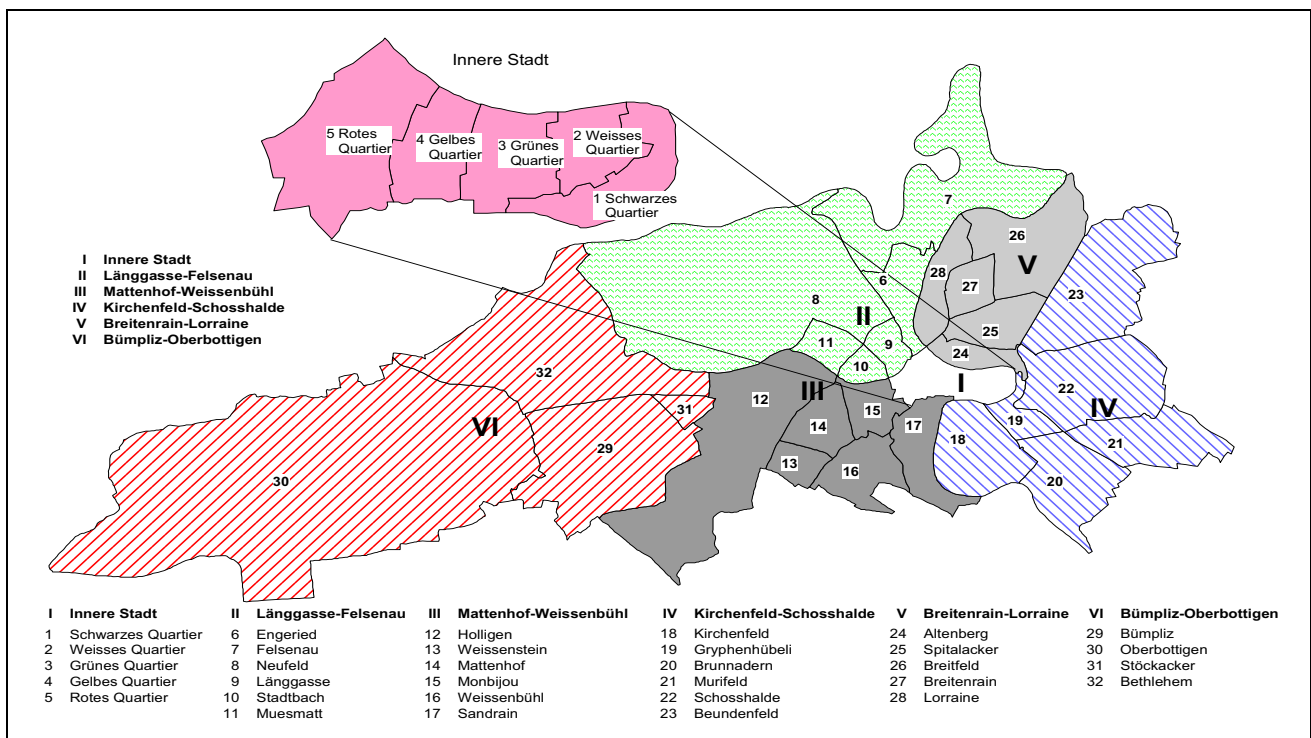 Innere Stadt
5 Rotes
Quartier
4 Gelbes
Quartier
3 Grünes
Quartier
2 Weisses
Quartier
1 Schwarzes
Quartier
I Innere Stadt
II Länggasse-Felsenau
III Mattenhof-Weissenbühl
IV Kirchenfeld-Schosshalde
V Breitenrain-Lorraine
VI Bümpliz-Oberbottigen
7
26
28
V
6
27
23
8
II
25
11
9
24
10
32
12
III
I
22
IV
31
15
19
VI
14
17
18
29
21
13
16
20
30
I Innere Stadt
1 Schwarzes Quartier
2 Weisses Quartier
3 Grünes Quartier
4 Gelbes Quartier
5 Rotes Quartier
II Länggasse-Felsenau
6 Engeried
7 Felsenau
8 Neufeld
9 Länggasse
10 Stadtbach
11 Muesmatt
III Mattenhof-Weissenbühl
12 Holligen
13 Weissenstein
14 Mattenhof
15 Monbijou
16 Weissenbühl
17 Sandrain
IV Kirchenfeld-Schosshalde
18 Kirchenfeld
19 Gryphenhübeli
20 Brunnadern
21 Murifeld
22 Schosshalde
23 Beundenfeld
V Breitenrain-Lorraine
24 Altenberg
25 Spitalacker
26 Breitfeld
27 Breitenrain
28 Lorraine
VI Bümpliz-Oberbottigen
29 Bümpliz
30 Oberbottigen
31 Stöckacker
32 Bethlehem